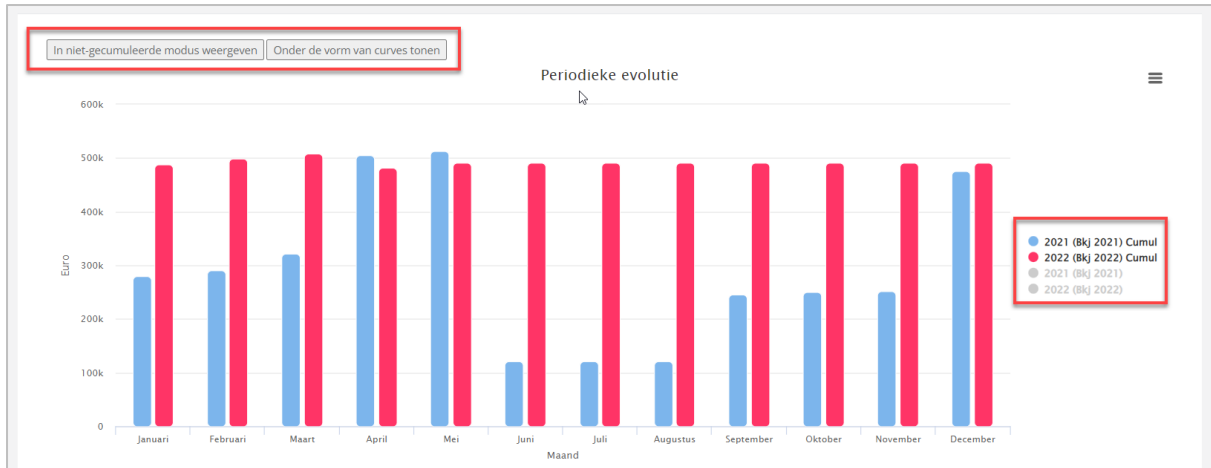 In niet-gecumuleerde modus weergeven
Onder de vorm van curves tonen
Periodieke evolutie
600k
500k
400k
300k
200k
100k
0
Euro
Januari
Februari
Maart
April
Mei
Juni
Juli
Augustus
September
Oktober
November
December
Maand
2021 (Bkj 2021) Cumul
2022 (Bkj 2022) Cumul
2021 (Bkj 2021)
2022 (Bkj 2022)